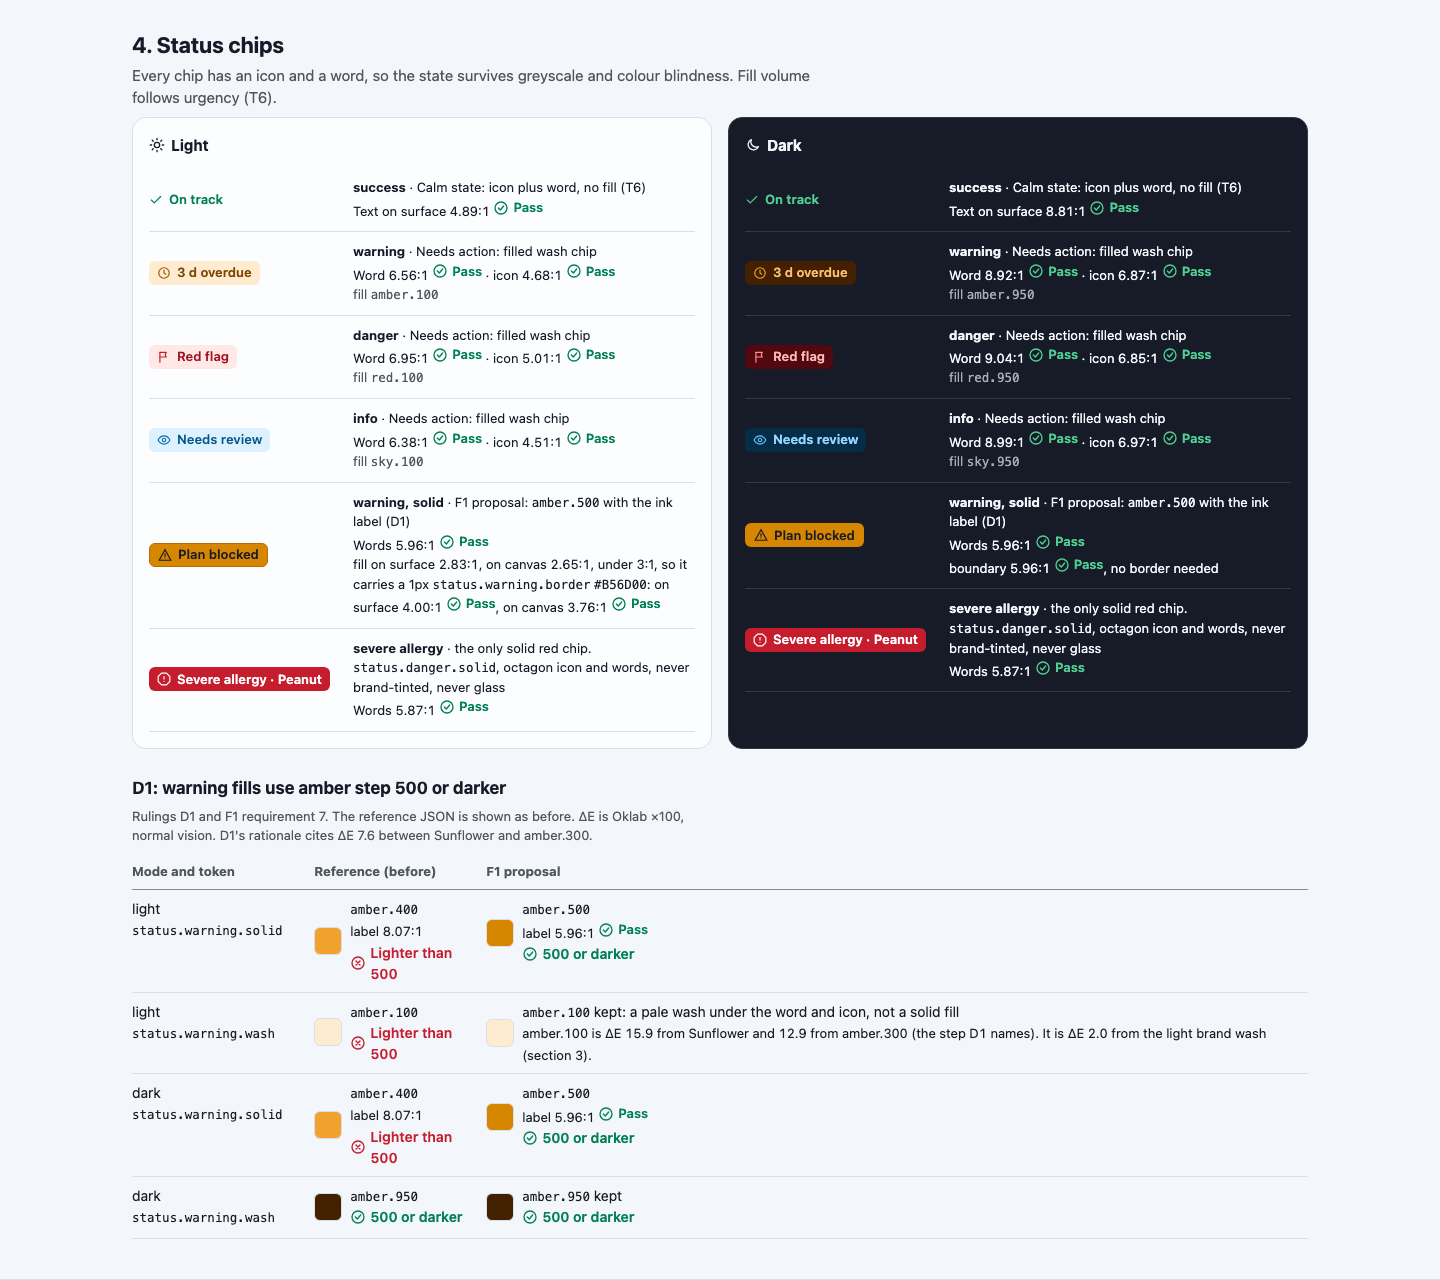 4. Status chips
Every chip has an icon and a word, so the state survives greyscale and colour blindness. Fill volume
follows urgency (T6).
Light
On track
success · Calm state: icon plus word, no fill (T6)
Text on surface 4.89:1 Pass
3 d overdue
warning · Needs action: filled wash chip
Word 6.56:1 Pass · icon 4.68:1 Pass
fill amber.100
Red flag
danger · Needs action: filled wash chip
Word 6.95:1 Pass · icon 5.01:1 Pass
fill red.100
Needs review
info · Needs action: filled wash chip
Word 6.38:1 Pass · icon 4.51:1 Pass
fill sky.100
Plan blocked
warning, solid · F1 proposal: amber.500 with the ink
label (D1)
Words 5.96:1 Pass
fill on surface 2.83:1, on canvas 2.65:1, under 3:1, so it
carries a 1px status.warning.border #B56D00: on
surface 4.00:1 Pass, on canvas 3.76:1 Pass
Severe allergy · Peanut
severe allergy · the only solid red chip.
status.danger.solid, octagon icon and words, never
brand-tinted, never glass
Words 5.87:1 Pass
Dark
On track
success · Calm state: icon plus word, no fill (T6)
Text on surface 8.81:1 Pass
3 d overdue
warning · Needs action: filled wash chip
Word 8.92:1 Pass · icon 6.87:1 Pass
fill amber.950
Red flag
danger · Needs action: filled wash chip
Word 9.04:1 Pass · icon 6.85:1 Pass
fill red.950
Needs review
info · Needs action: filled wash chip
Word 8.99:1 Pass · icon 6.97:1 Pass
fill sky.950
Plan blocked
warning, solid · F1 proposal: amber.500 with the ink
label (D1)
Words 5.96:1 Pass
boundary 5.96:1 Pass, no border needed
Severe allergy · Peanut
severe allergy · the only solid red chip.
status.danger.solid, octagon icon and words, never
brand-tinted, never glass
Words 5.87:1 Pass
D1: warning fills use amber step 500 or darker
Rulings D1 and F1 requirement 7. The reference JSON is shown as before. ΔE is Oklab ×100,
normal vision. D1's rationale cites ΔE 7.6 between Sunflower and amber.300.
Mode and token
Reference (before)
F1 proposal
light
status.warning.solid
amber.400
label 8.07:1
Lighter than
500
amber.500
label 5.96:1 Pass
500 or darker
light
status.warning.wash
amber.100
Lighter than
500
amber.100 kept: a pale wash under the word and icon, not a solid fill
amber.100 is ΔE 15.9 from Sunflower and 12.9 from amber.300 (the step D1 names). It is ΔE 2.0 from the light brand wash
(section 3).
dark
status.warning.solid
amber.400
label 8.07:1
Lighter than
500
amber.500
label 5.96:1 Pass
500 or darker
dark
status.warning.wash
amber.950
500 or darker
amber.950 kept
500 or darker